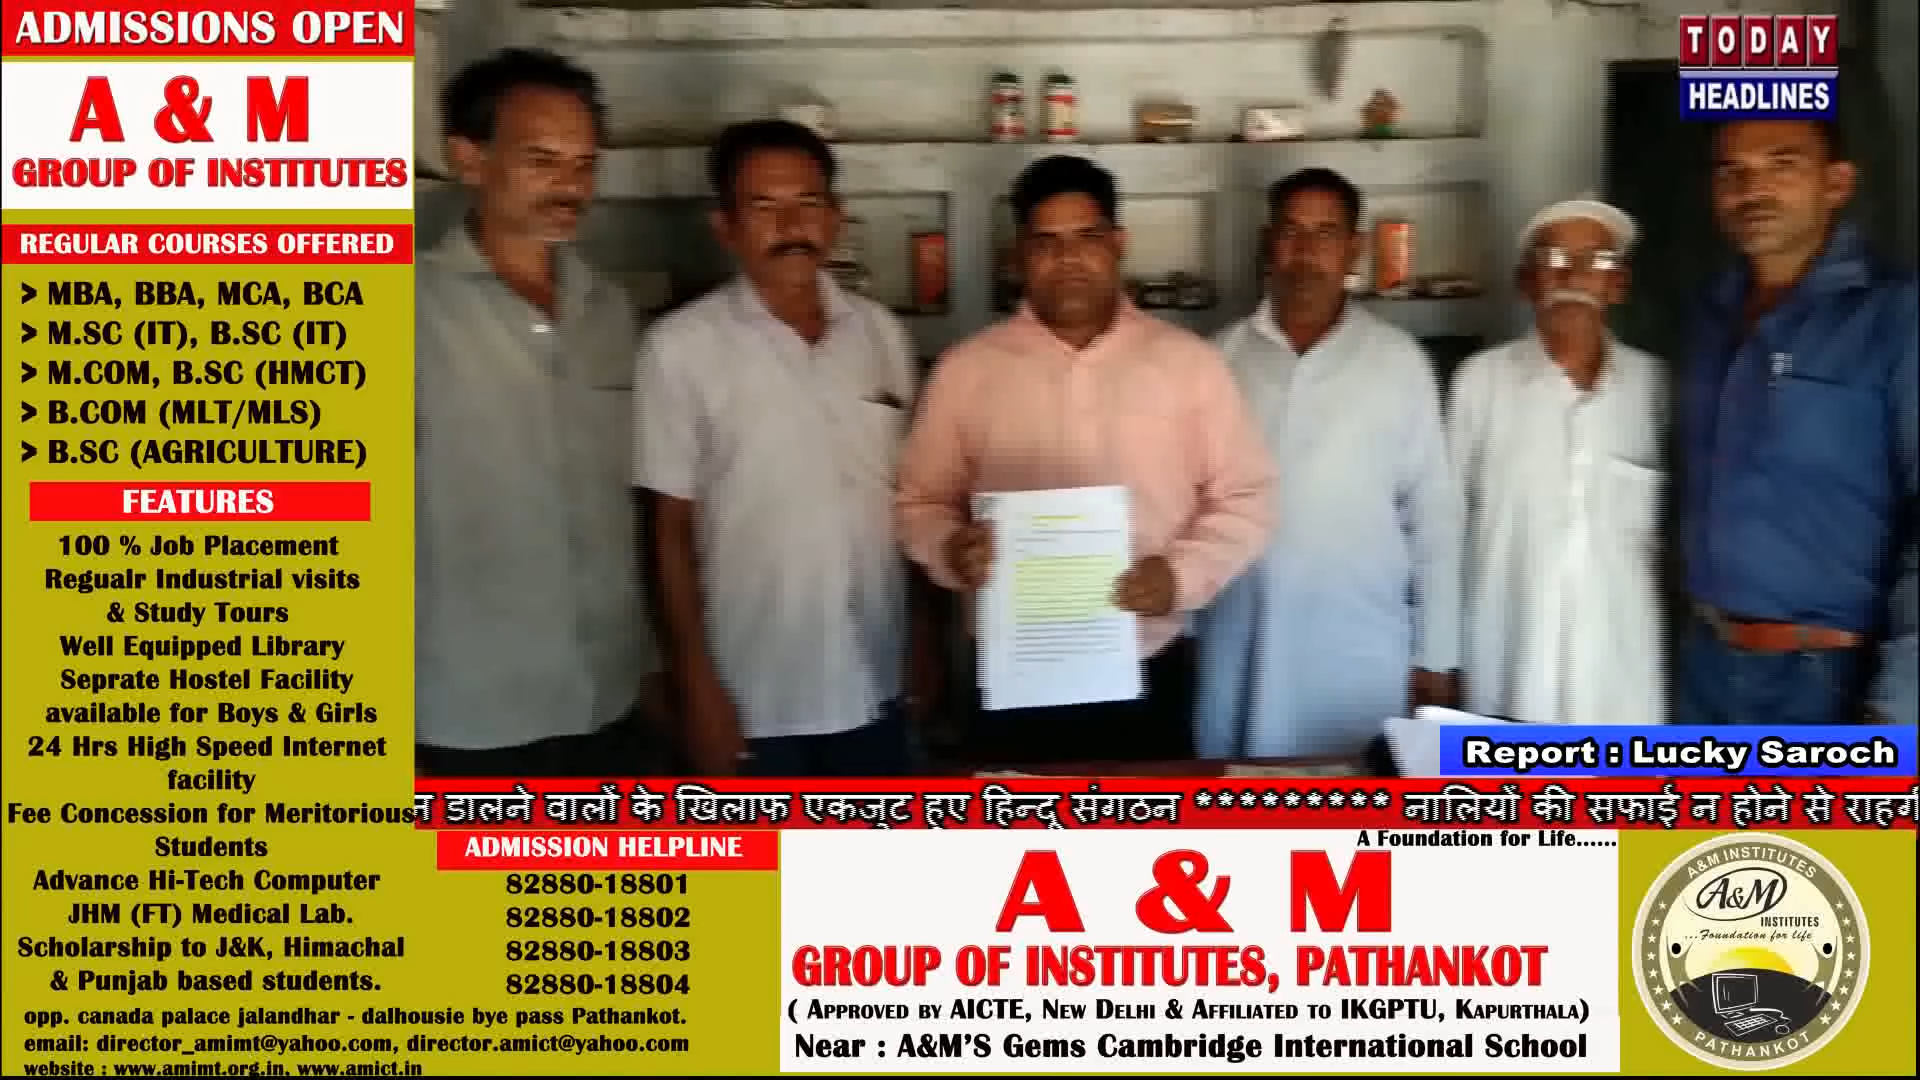 ADMISSIONS OPEN
A & M
GROUP OF INSTITUTES
REGULAR COURSES OFFERED
> MBA, BBA, MCA, BCA
> M.SC (IT), B.SC (IT)
> M.COM, B.SC (HMCT)
> B.COM (MLT/MLS)
> B.SC (AGRICULTURE)
FEATURES
100 % Job Placement
Regualr Industrial visits
& Study Tours
Well Equipped Library
Seprate Hostel Facility
available for Boys & Girls
24 Hrs High Speed Internet
facility
Fee Concession for Meritorious
Students
Advance Hi-Tech Computer
JHM (FT) Medical Lab.
Scholarship to J&K, Himachal
& Punjab based students.
TODAY
HEADLINES
Report : Lucky Saroch
न डालने वालों के खिलाफ एकजुट हुए हिन्दू संगठन ********* नालियों की सफाई न होने से राहगी
ADMISSION HELPLINE
82880-18801
82880-18802
82880-18803
82880-18804
opp. canada palace jalandhar - dalhousie bye pass Pathankot.
email: director_amimt@yahoo.com, director.amict@yahoo.com
website : www.amimt.org.in, www.amict.in
A Foundation for Life......
A & M
GROUP OF INSTITUTES, PATHANKOT
( APPROVED BY AICTE, NEW DELHI & AFFILIATED TO IKGPTU, KAPURTHALA)
Near : A&M'S Gems Cambridge International School
A&M INSTITUTES
A&M
INSTITUTES
...Foundation for life
PATHANKOT